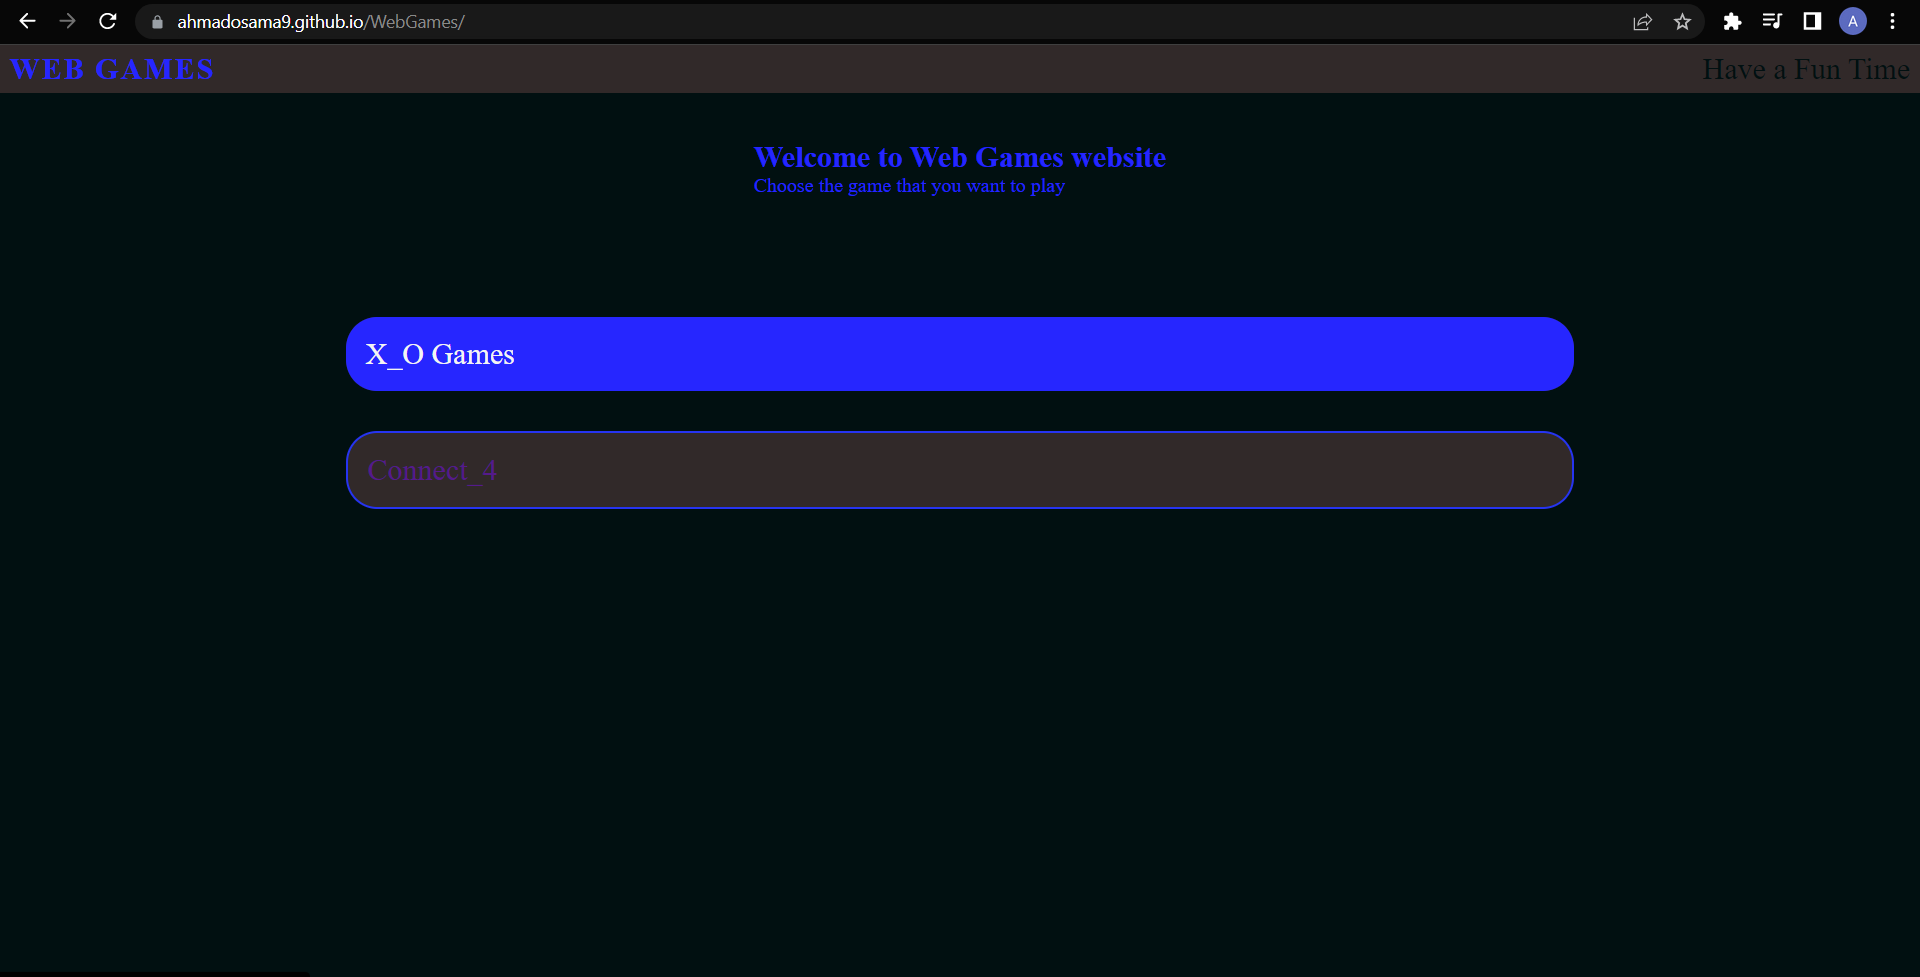 ahmadosama9.github.io/WebGames/
A
WEB GAMES
Have a Fun Time
Welcome to Web Games website
Choose the game that you want to play
X_O Games
Connect_4